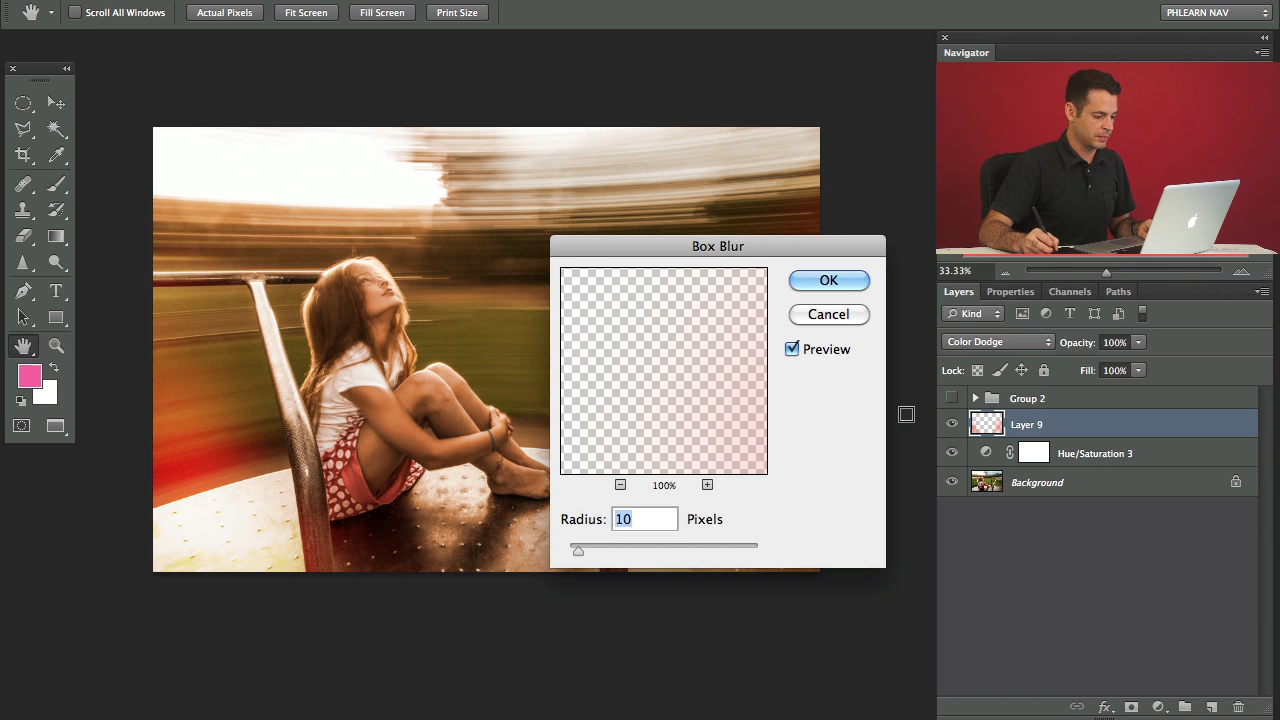 Scroll All Windows
Actual Pixels
Fit Screen
Fill Screen
Print Size
PHLEARN NAV
Navigator
33.33%
Layers
Properties
Channels
Paths
Kind
Color Dodge
Opacity: 100%
Lock:
Fill: 100%
Group 2
Layer 9
Hue/Saturation 3
Background
fx
T
T
Box Blur
OK
Cancel
Preview
100%
Radius: 10 Pixels